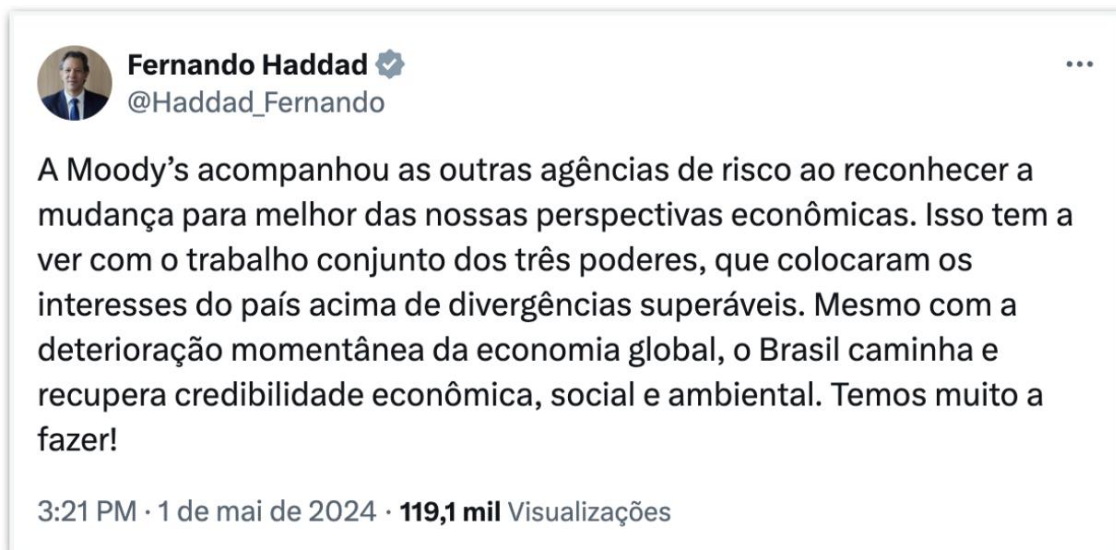 Fernando Haddad
@Haddad_Fernando
A Moody’s acompanhou as outras agências de risco ao reconhecer a
mudança para melhor das nossas perspectivas econômicas. Isso tem a
ver com o trabalho conjunto dos três poderes, que colocaram os
interesses do país acima de divergências superáveis. Mesmo com a
deterioração momentânea da economia global, o Brasil caminha e
recupera credibilidade econômica, social e ambiental. Temos muito a
fazer!
3:21 PM · 1 de mai de 2024 · 119,1 mil Visualizações